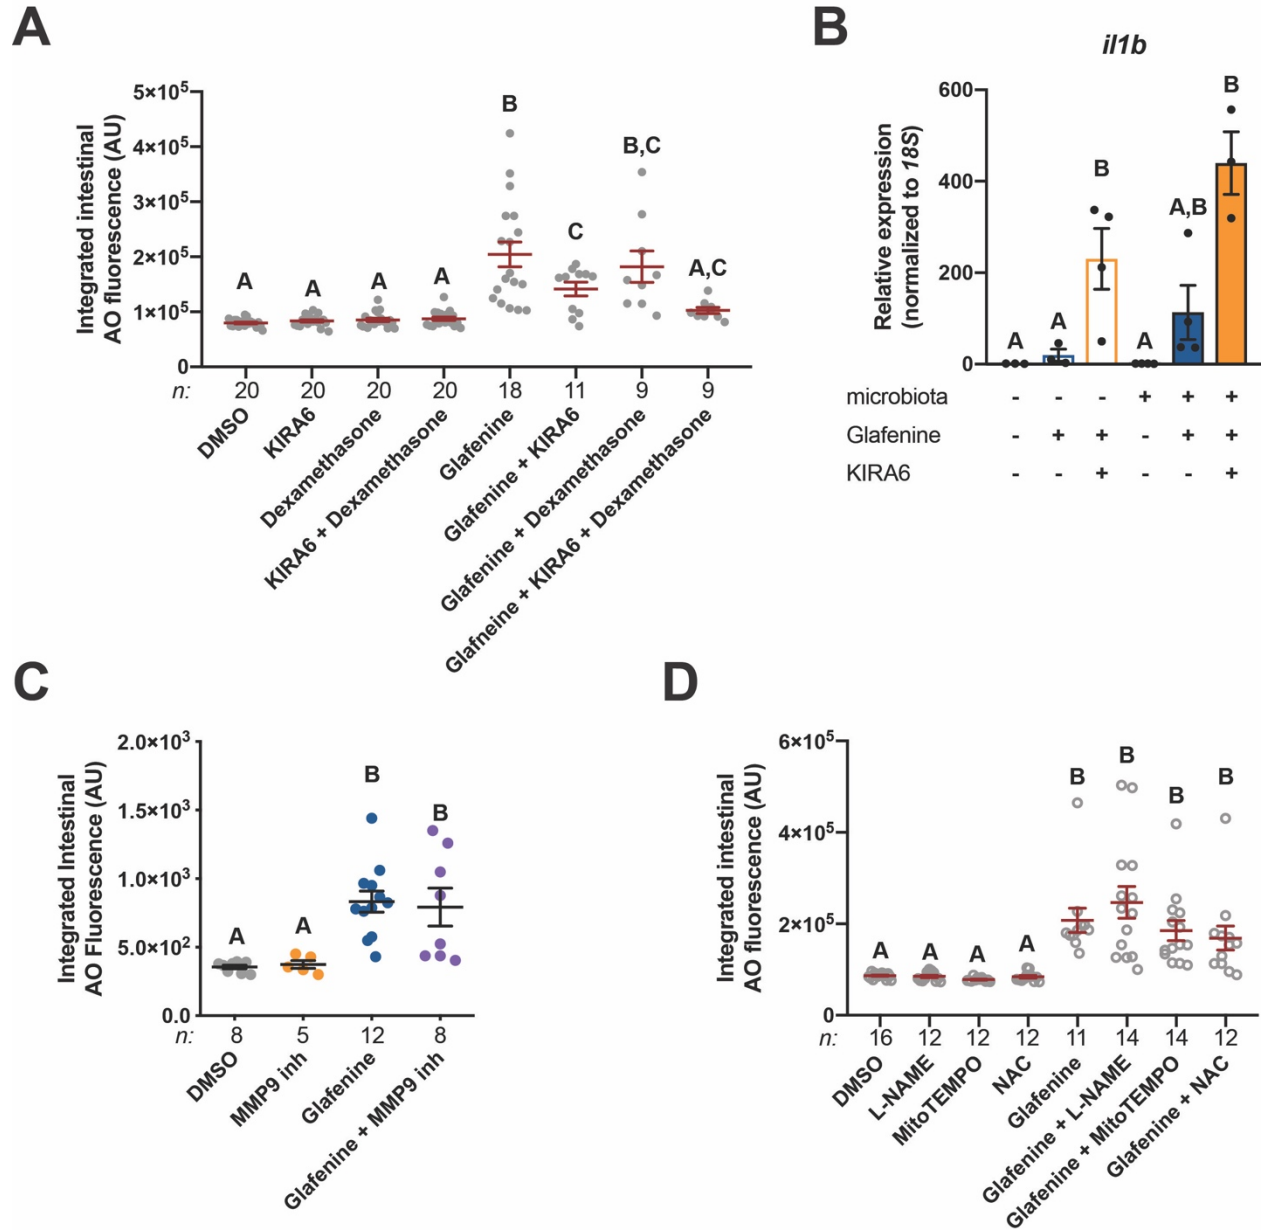 A
Integrated intestinal
AO fluorescence (AU)
5×10⁵
4×10⁵
3×10⁵
2×10⁵
1×10⁵
0
A
A
A
A
B
C
B,C
A,C
n: 20 20 20 20 18 11 9 9
DMSO
KIRA6
Dexamethasone
KIRA6 + Dexamethasone
Glafenine
Glafenine + KIRA6
Glafenine + Dexamethasone
Glafneine + KIRA6 + Dexamethasone
B
il1b
Relative expression
(normalized to 18S)
600
400
200
0
A
A
B
A
A,B
B
microbiota - - - + + +
Glafenine - + + - + +
KIRA6 - - + - - +
C
Integrated Intestinal
AO Fluorescence (AU)
2.0×10³
1.5×10³
1.0×10³
5.0×10²
0.0
A
A
B
B
n: 8 5 12 8
DMSO
MMP9 inh
Glafenine
Glafenine + MMP9 inh
D
Integrated intestinal
AO fluorescence (AU)
6×10⁵
4×10⁵
2×10⁵
0
A
A
A
A
B
B
B
B
n: 16 12 12 12 11 14 14 12
DMSO
L-NAME
MitoTEMPO
NAC
Glafenine
Glafenine + L-NAME
Glafenine + MitoTEMPO
Glafenine + NAC